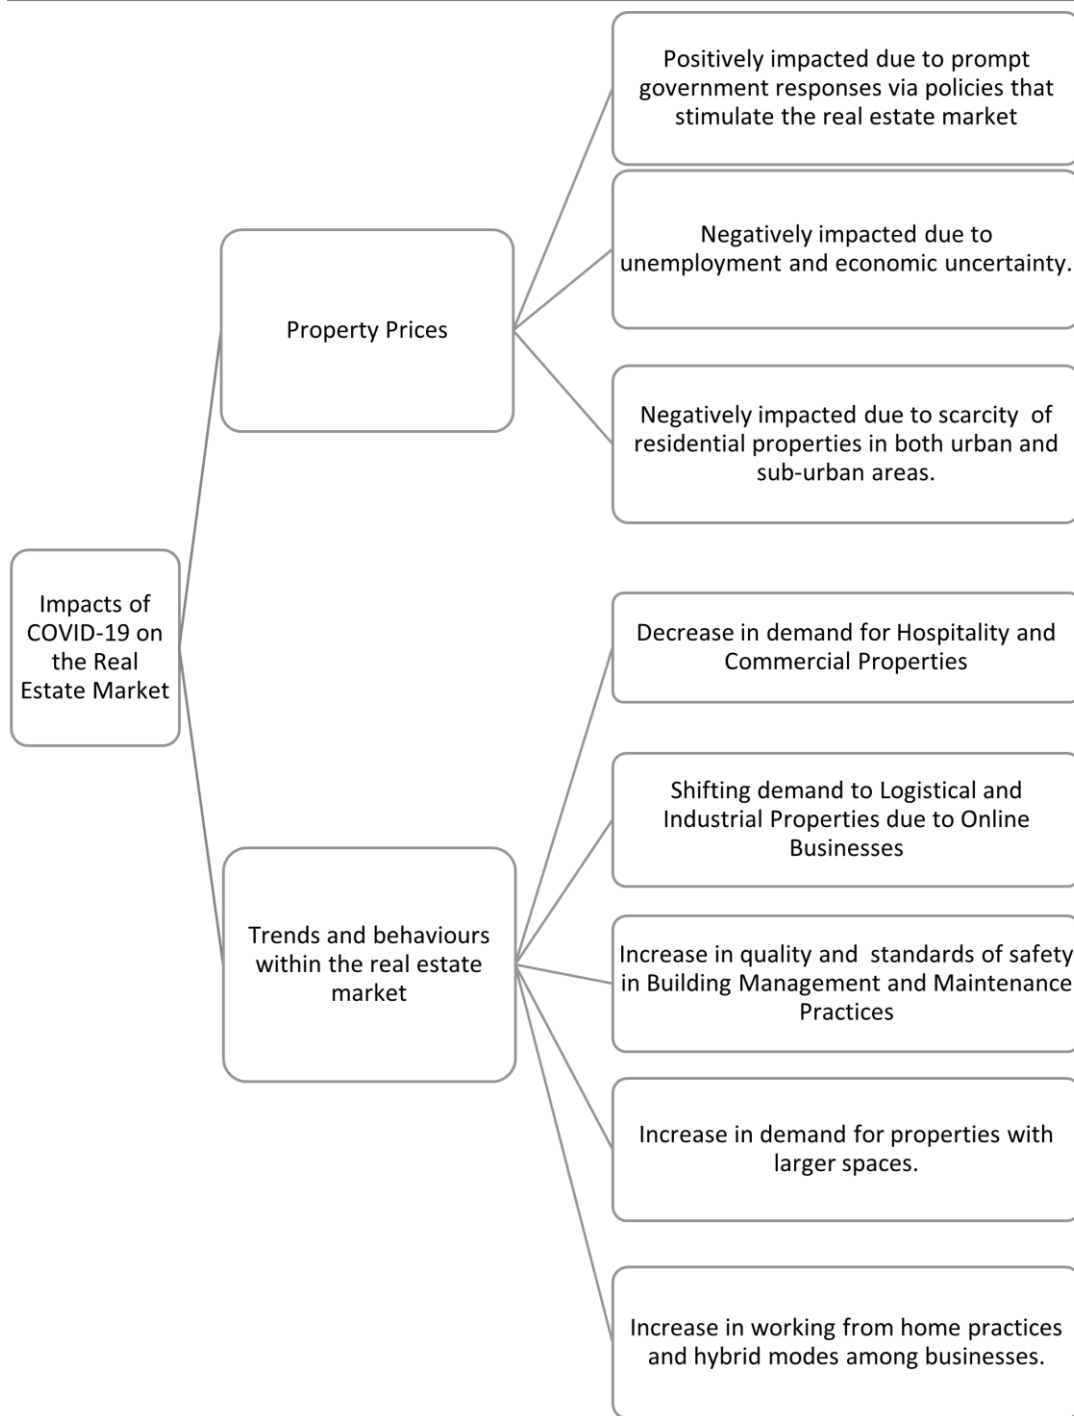 Positively impacted due to prompt
government responses via policies that
stimulate the real estate market
Negatively impacted due to
unemployment and economic uncertainty.
Property Prices
Negatively impacted due to scarcity  of
residential properties in both urban and
sub-urban areas.
Impacts of
COVID-19 on
the Real
Estate Market
Decrease in demand for Hospitality and
Commercial Properties
Shifting demand to Logistical and
Industrial Properties due to Online
Businesses
Trends and behaviours
within the real estate
market
Increase in quality and  standards of safety
in Building Management and Maintenance
Practices
Increase in demand for properties with
larger spaces.
Increase in working from home practices
and hybrid modes among businesses.